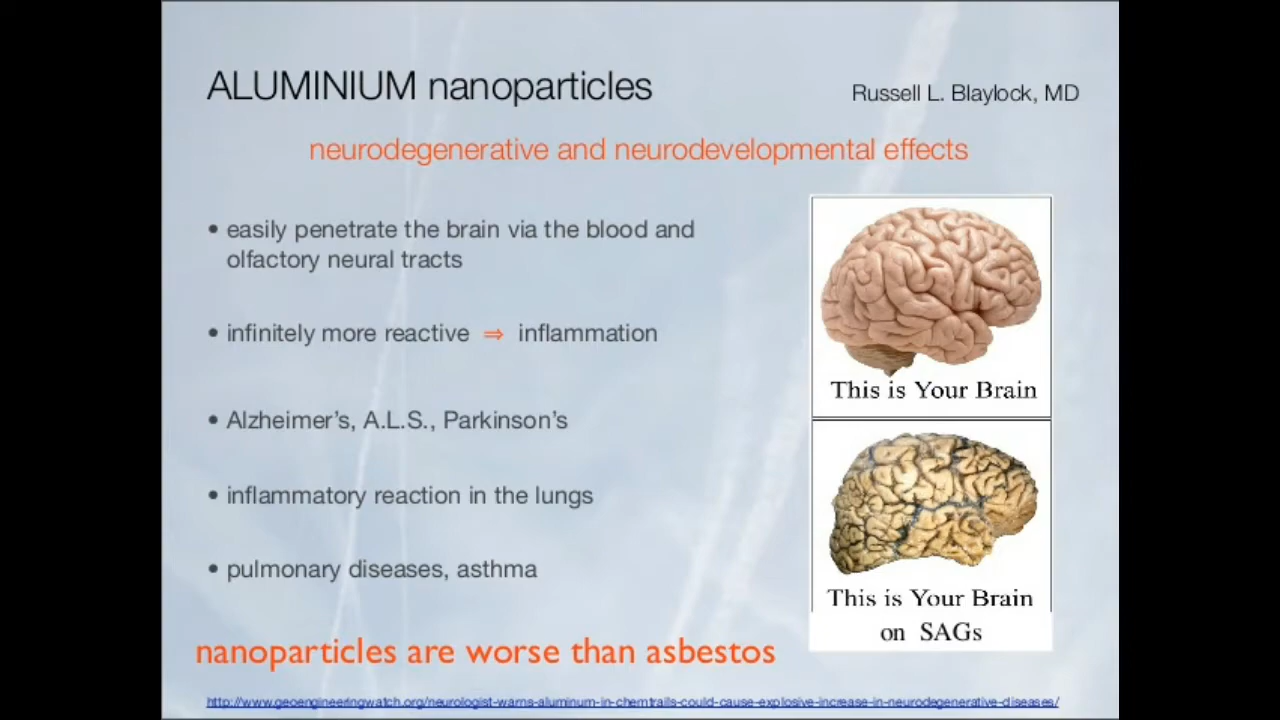 ALUMINIUM nanoparticles
Russell L. Blaylock, MD
neurodegenerative and neurodevelopmental effects
• easily penetrate the brain via the blood and
olfactory neural tracts
• infinitely more reactive ⇒ inflammation
• Alzheimer’s, A.L.S., Parkinson’s
• inflammatory reaction in the lungs
• pulmonary diseases, asthma
nanoparticles are worse than asbestos
This is Your Brain
This is Your Brain
on SAGs
http://www.geoengineeringwatch.org/neurologist-warns-aluminum-in-chemtrails-could-cause-explosive-increase-in-neurodegenerative-diseases/